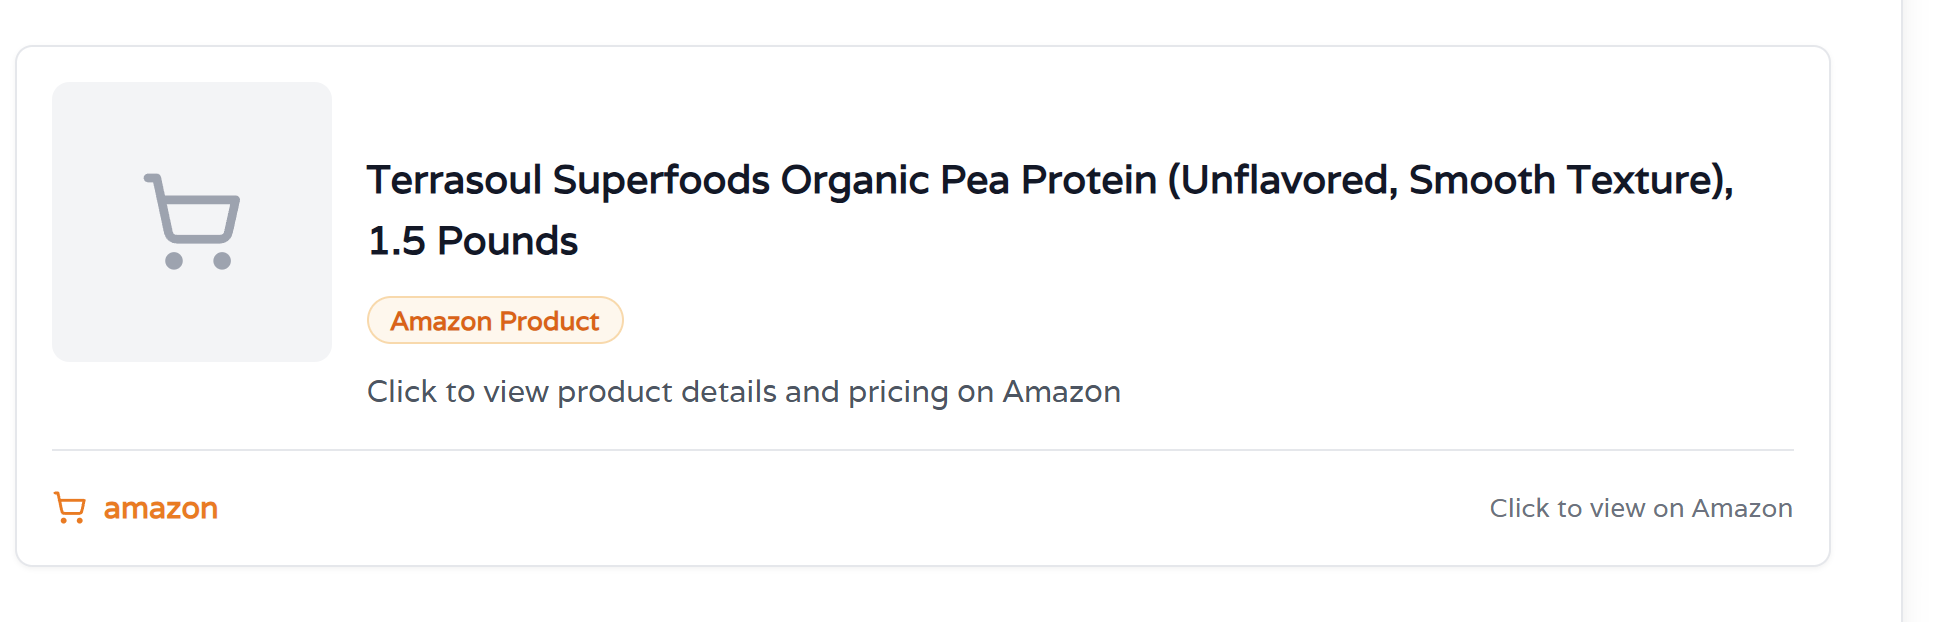 Terrasoul Superfoods Organic Pea Protein (Unflavored, Smooth Texture),
1.5 Pounds
Amazon Product
Click to view product details and pricing on Amazon
amazon
Click to view on Amazon